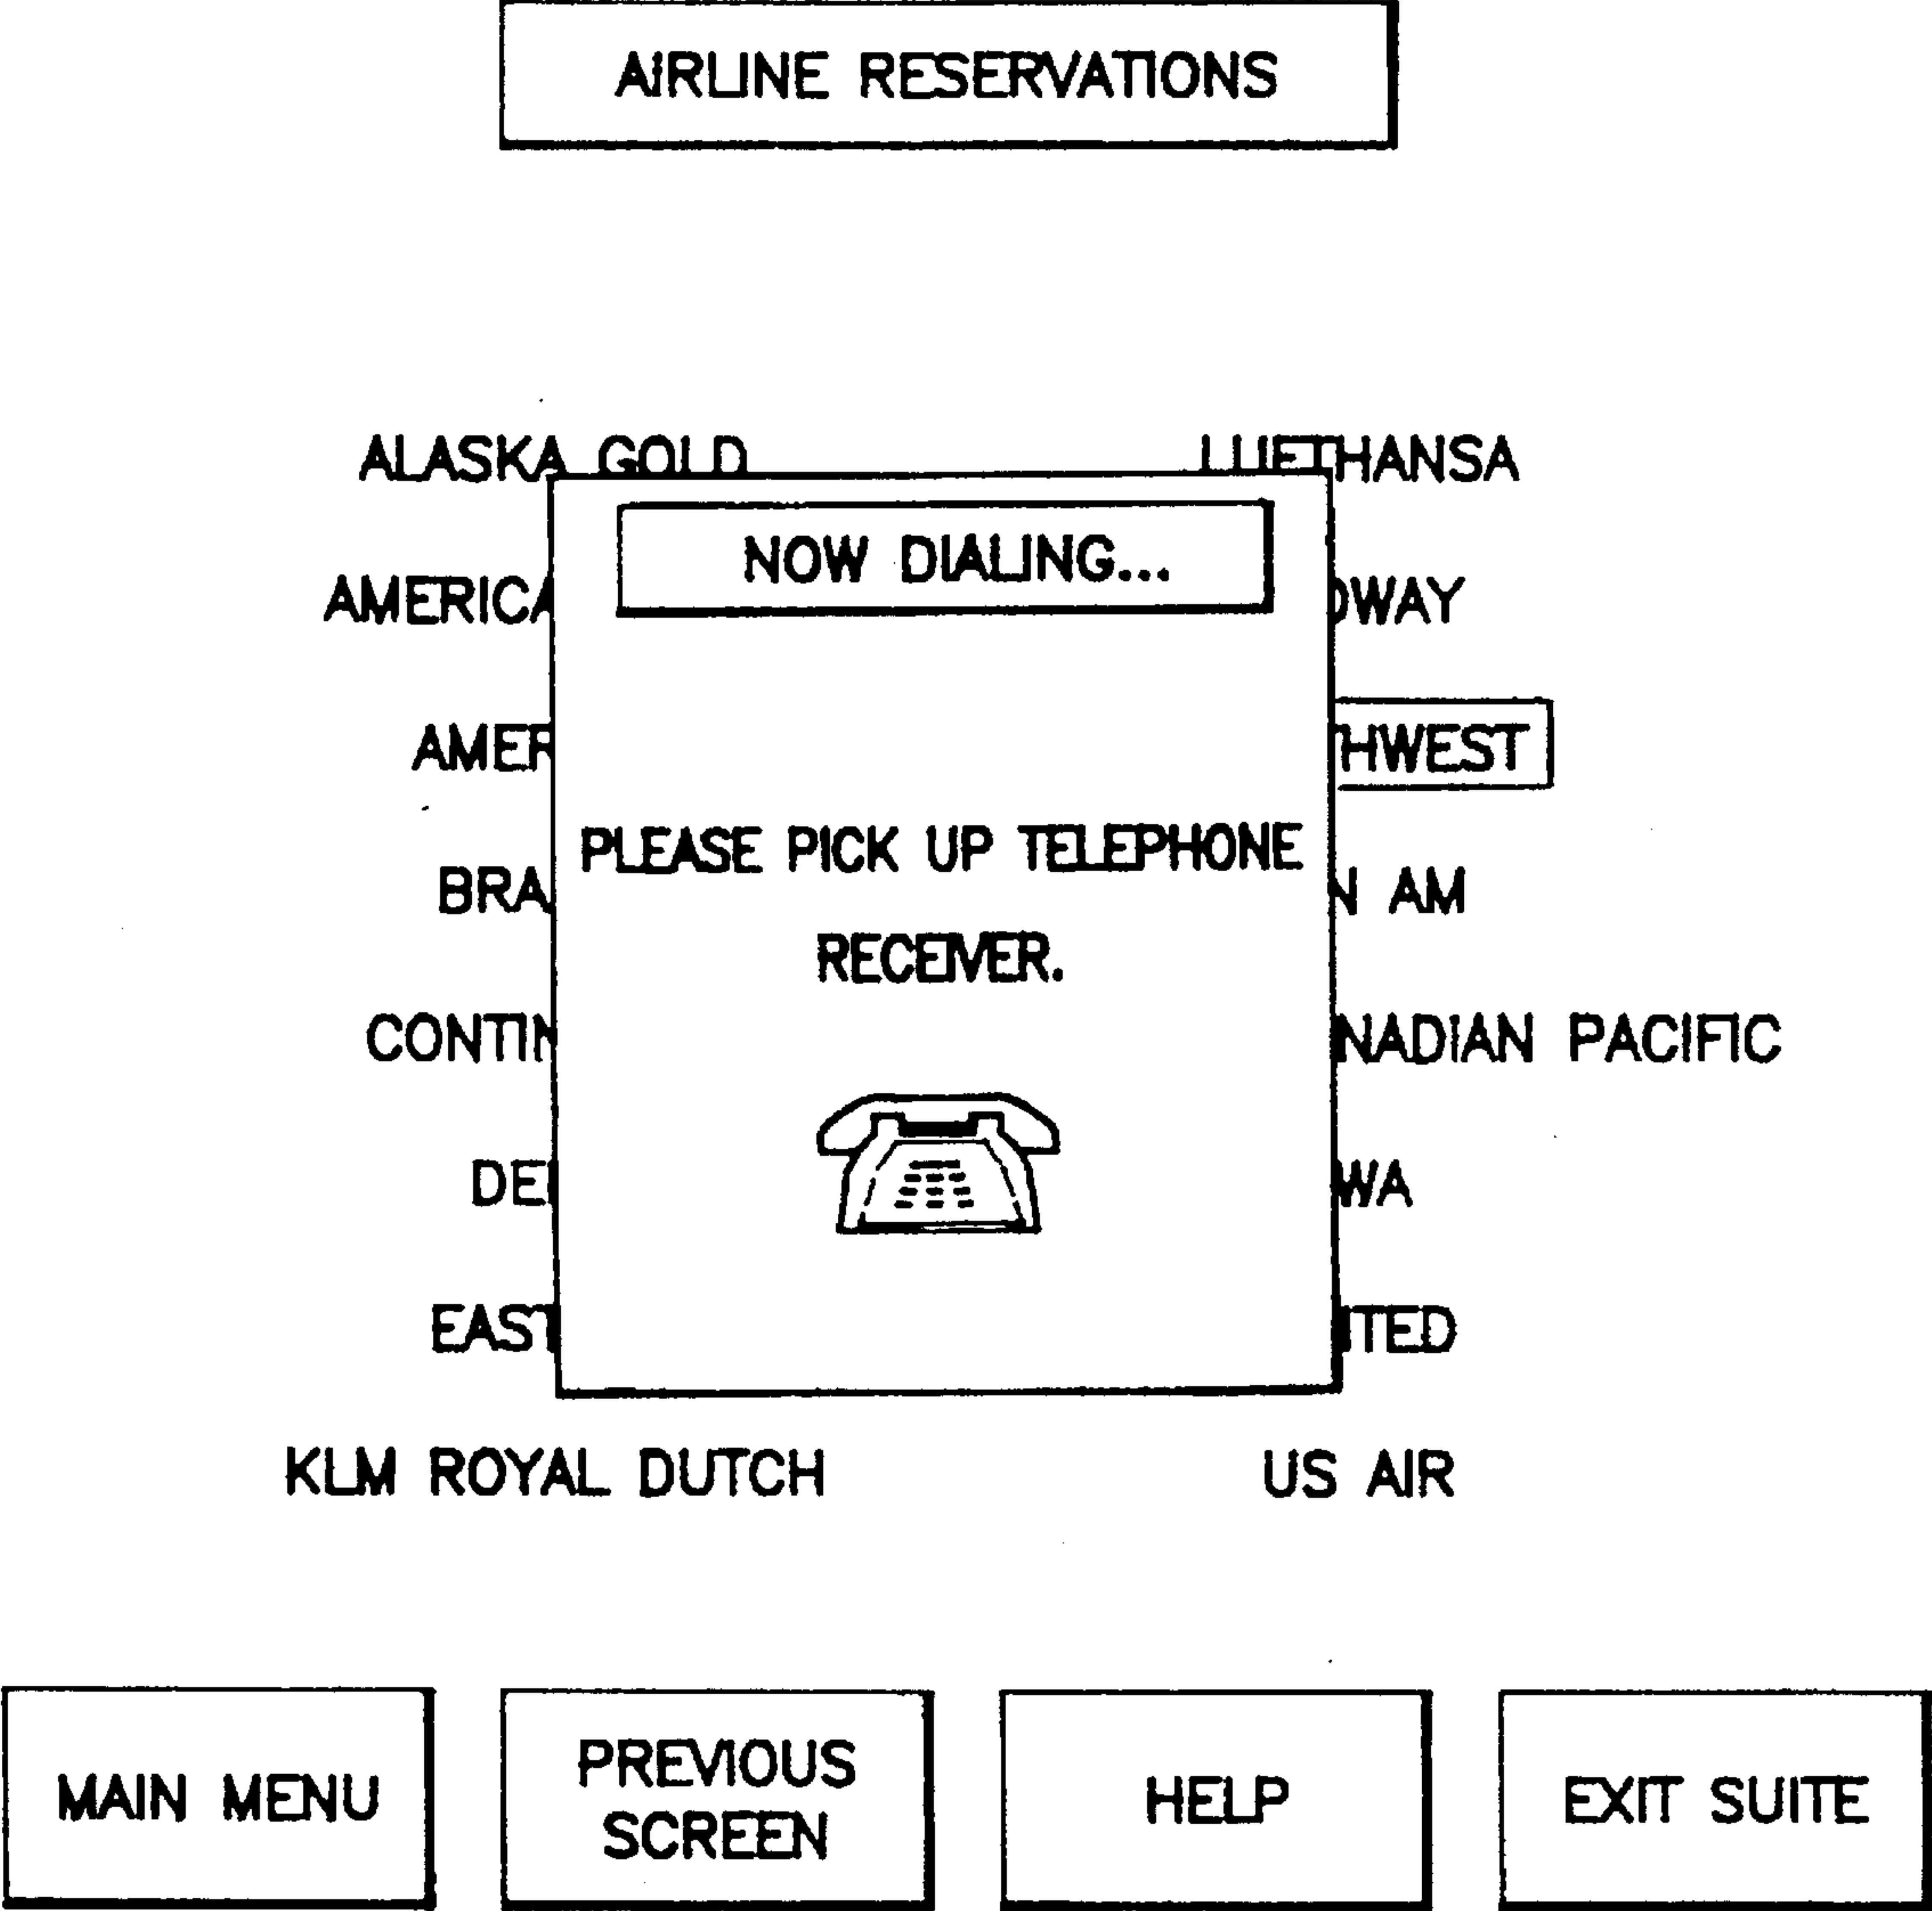 AIRLINE RESERVATIONS
ALASKA GOLD LUFTHANSA
NOW DIALING...
AMERICA WAY
AMER HWEST
PLEASE PICK UP TELEPHONE
BRA N AM
RECEIVER.
CONTIN NADIAN PACIFIC
DE WA
EAST ITED
KLM ROYAL DUTCH US AIR
MAIN MENU
PREVIOUS
SCREEN
HELP
EXIT SUITE